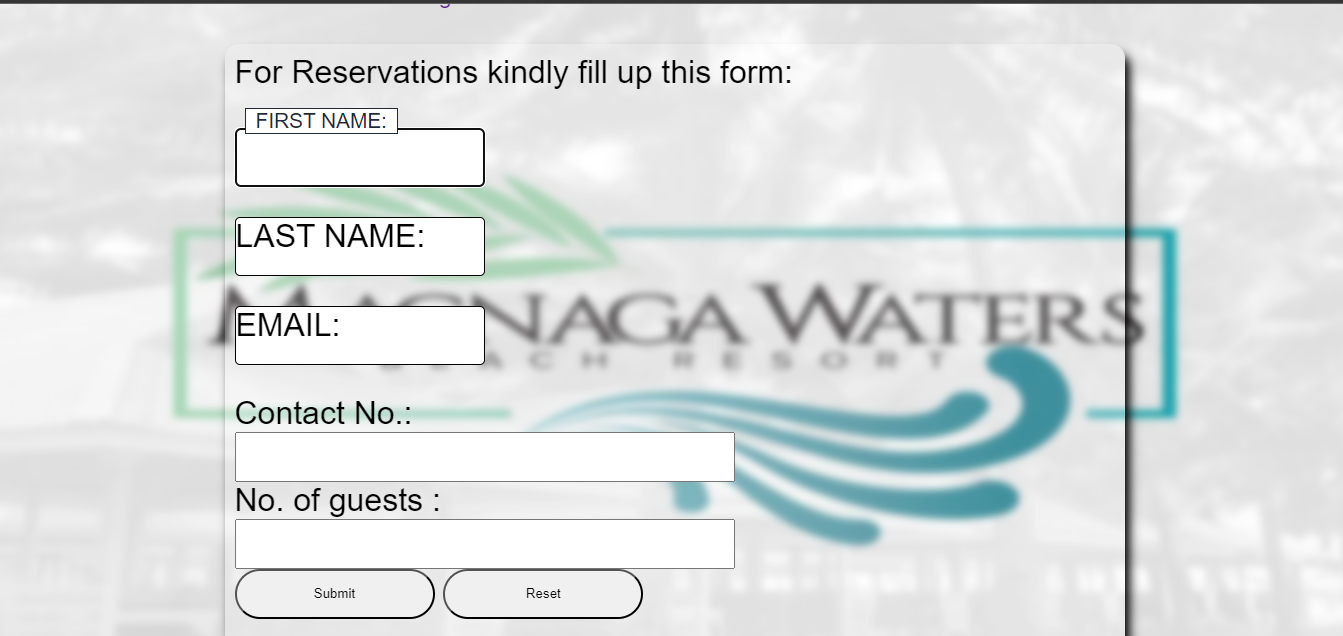 For Reservations kindly fill up this form:
FIRST NAME:
LAST NAME:
EMAIL:
MAGNAGA WATERS
BEACH RESORT
Contact No.:
No. of guests :
Submit Reset